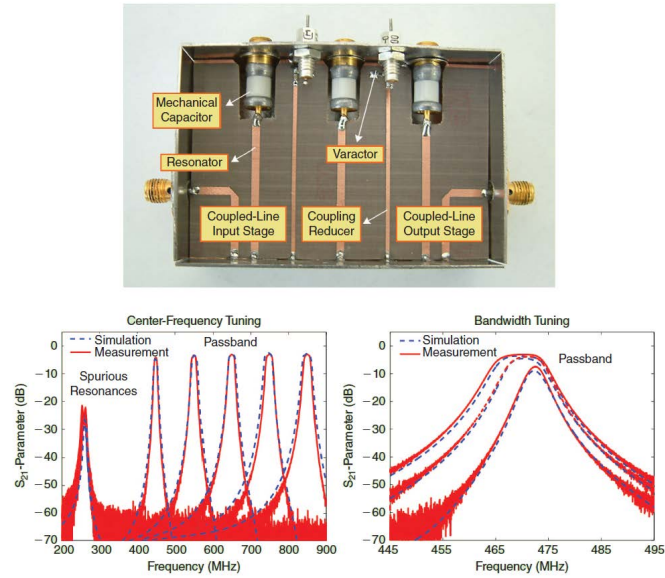 Mechanical
Capacitor
Resonator
Varactor
Coupled-Line
Input Stage
Coupling
Reducer
Coupled-Line
Output Stage
Center-Frequency Tuning
Simulation
Measurement
Passband
Spurious
Resonances
S21-Parameter (dB)
0
−10
−20
−30
−40
−50
−60
−70
200 300 400 500 600 700 800 900
Frequency (MHz)
Bandwidth Tuning
Simulation
Measurement
Passband
S21-Parameter (dB)
0
−10
−20
−30
−40
−50
−60
−70
445 455 465 475 485 495
Frequency (MHz)